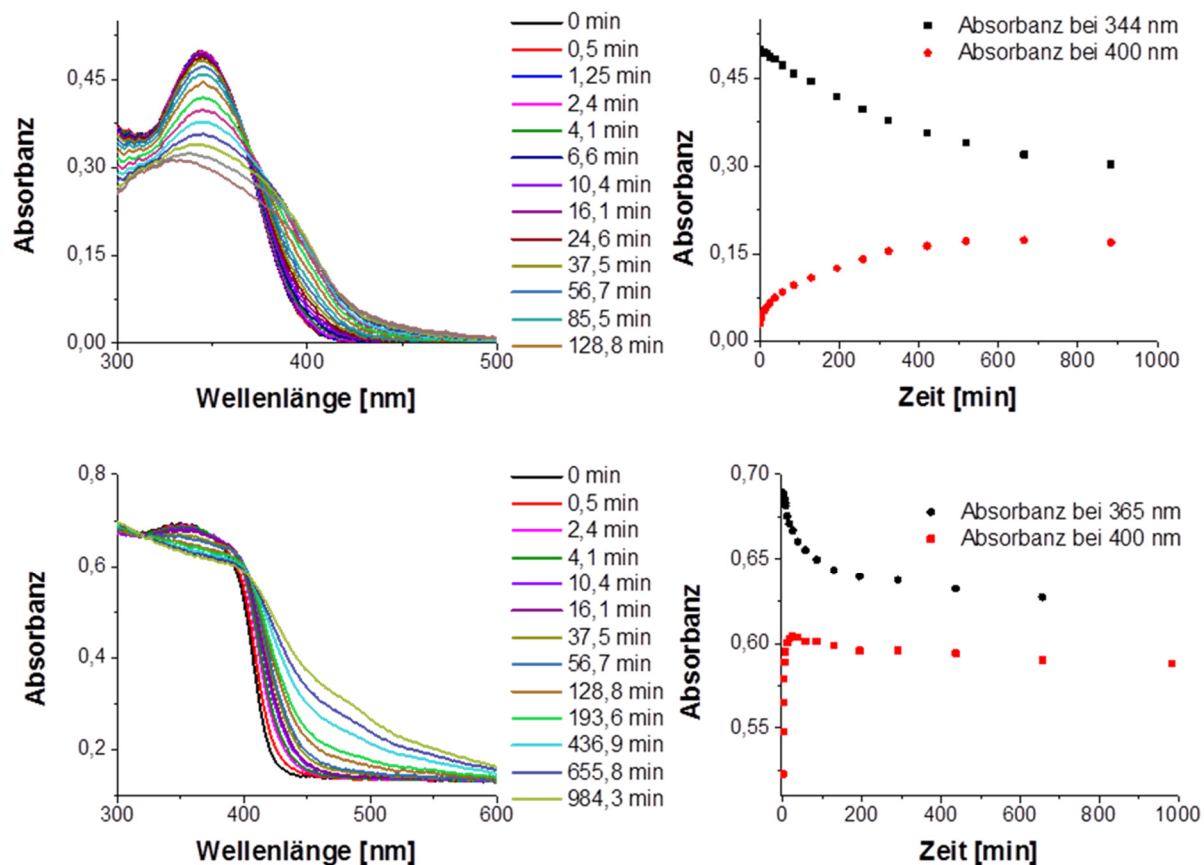 0,45
0,30
0,15
0,00
Absorbanz
300
400
500
Wellenlänge [nm]
0 min
0,5 min
1,25 min
2,4 min
4,1 min
6,6 min
10,4 min
16,1 min
24,6 min
37,5 min
56,7 min
85,5 min
128,8 min
Absorbanz bei 344 nm
Absorbanz bei 400 nm
0,45
0,30
0,15
0,00
Absorbanz
0
200
400
600
800
1000
Zeit [min]
0,8
0,6
0,4
0,2
Absorbanz
300
400
500
600
Wellenlänge [nm]
0 min
0,5 min
2,4 min
4,1 min
10,4 min
16,1 min
37,5 min
56,7 min
128,8 min
193,6 min
436,9 min
655,8 min
984,3 min
Absorbanz bei 365 nm
Absorbanz bei 400 nm
0,70
0,65
0,60
0,55
Absorbanz
0
200
400
600
800
1000
Zeit [min]